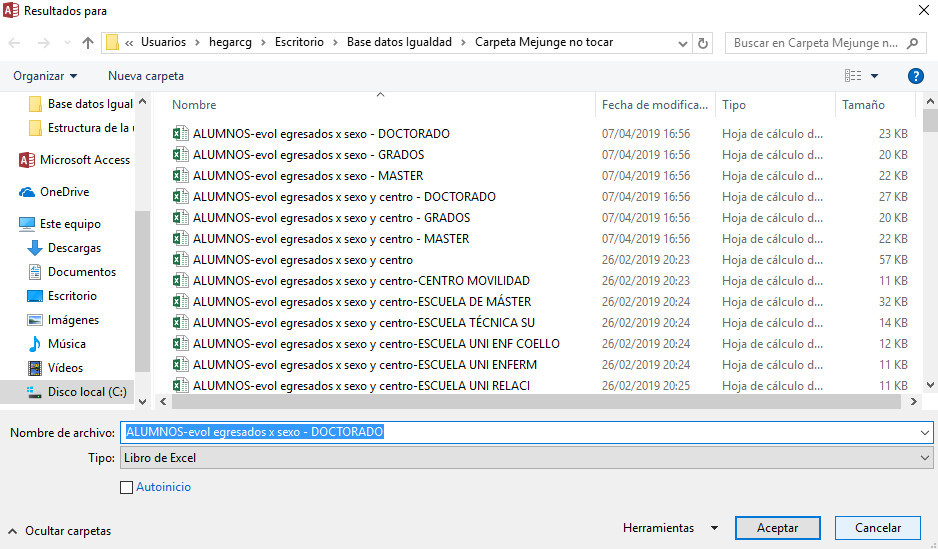 Resultados para
« Usuarios > hegarcg > Escritorio > Base datos Igualdad > Carpeta Mejunge no tocar
Buscar en Carpeta Mejunge n...
Organizar
Nueva carpeta
Base datos Igual
Estructura de la u
Microsoft Access
OneDrive
Este equipo
Descargas
Documentos
Escritorio
Imágenes
Música
Vídeos
Disco local (C:)
Nombre Fecha de modifica... Tipo Tamaño
ALUMNOS-evol egresados x sexo - DOCTORADO 07/04/2019 16:56 Hoja de cálculo d... 23 KB
ALUMNOS-evol egresados x sexo - GRADOS 07/04/2019 16:56 Hoja de cálculo d... 20 KB
ALUMNOS-evol egresados x sexo - MASTER 07/04/2019 16:56 Hoja de cálculo d... 22 KB
ALUMNOS-evol egresados x sexo y centro - DOCTORADO 07/04/2019 16:56 Hoja de cálculo d... 27 KB
ALUMNOS-evol egresados x sexo y centro - GRADOS 07/04/2019 16:56 Hoja de cálculo d... 20 KB
ALUMNOS-evol egresados x sexo y centro - MASTER 07/04/2019 16:56 Hoja de cálculo d... 22 KB
ALUMNOS-evol egresados x sexo y centro 26/02/2019 20:23 Hoja de cálculo d... 57 KB
ALUMNOS-evol egresados x sexo y centro-CENTRO MOVILIDAD 26/02/2019 20:23 Hoja de cálculo d... 11 KB
ALUMNOS-evol egresados x sexo y centro-ESCUELA DE MÁSTER 26/02/2019 20:24 Hoja de cálculo d... 32 KB
ALUMNOS-evol egresados x sexo y centro-ESCUELA TÉCNICA SU 26/02/2019 20:24 Hoja de cálculo d... 14 KB
ALUMNOS-evol egresados x sexo y centro-ESCUELA UNI ENF COELLO 26/02/2019 20:24 Hoja de cálculo d... 12 KB
ALUMNOS-evol egresados x sexo y centro-ESCUELA UNI ENFERM 26/02/2019 20:24 Hoja de cálculo d... 11 KB
ALUMNOS-evol egresados x sexo y centro-ESCUELA UNI RELACI 26/02/2019 20:25 Hoja de cálculo d... 11 KB
Nombre de archivo: ALUMNOS-evol egresados x sexo - DOCTORADO
Tipo: Libro de Excel
Autoinicio
Ocultar carpetas
Herramientas
Aceptar
Cancelar